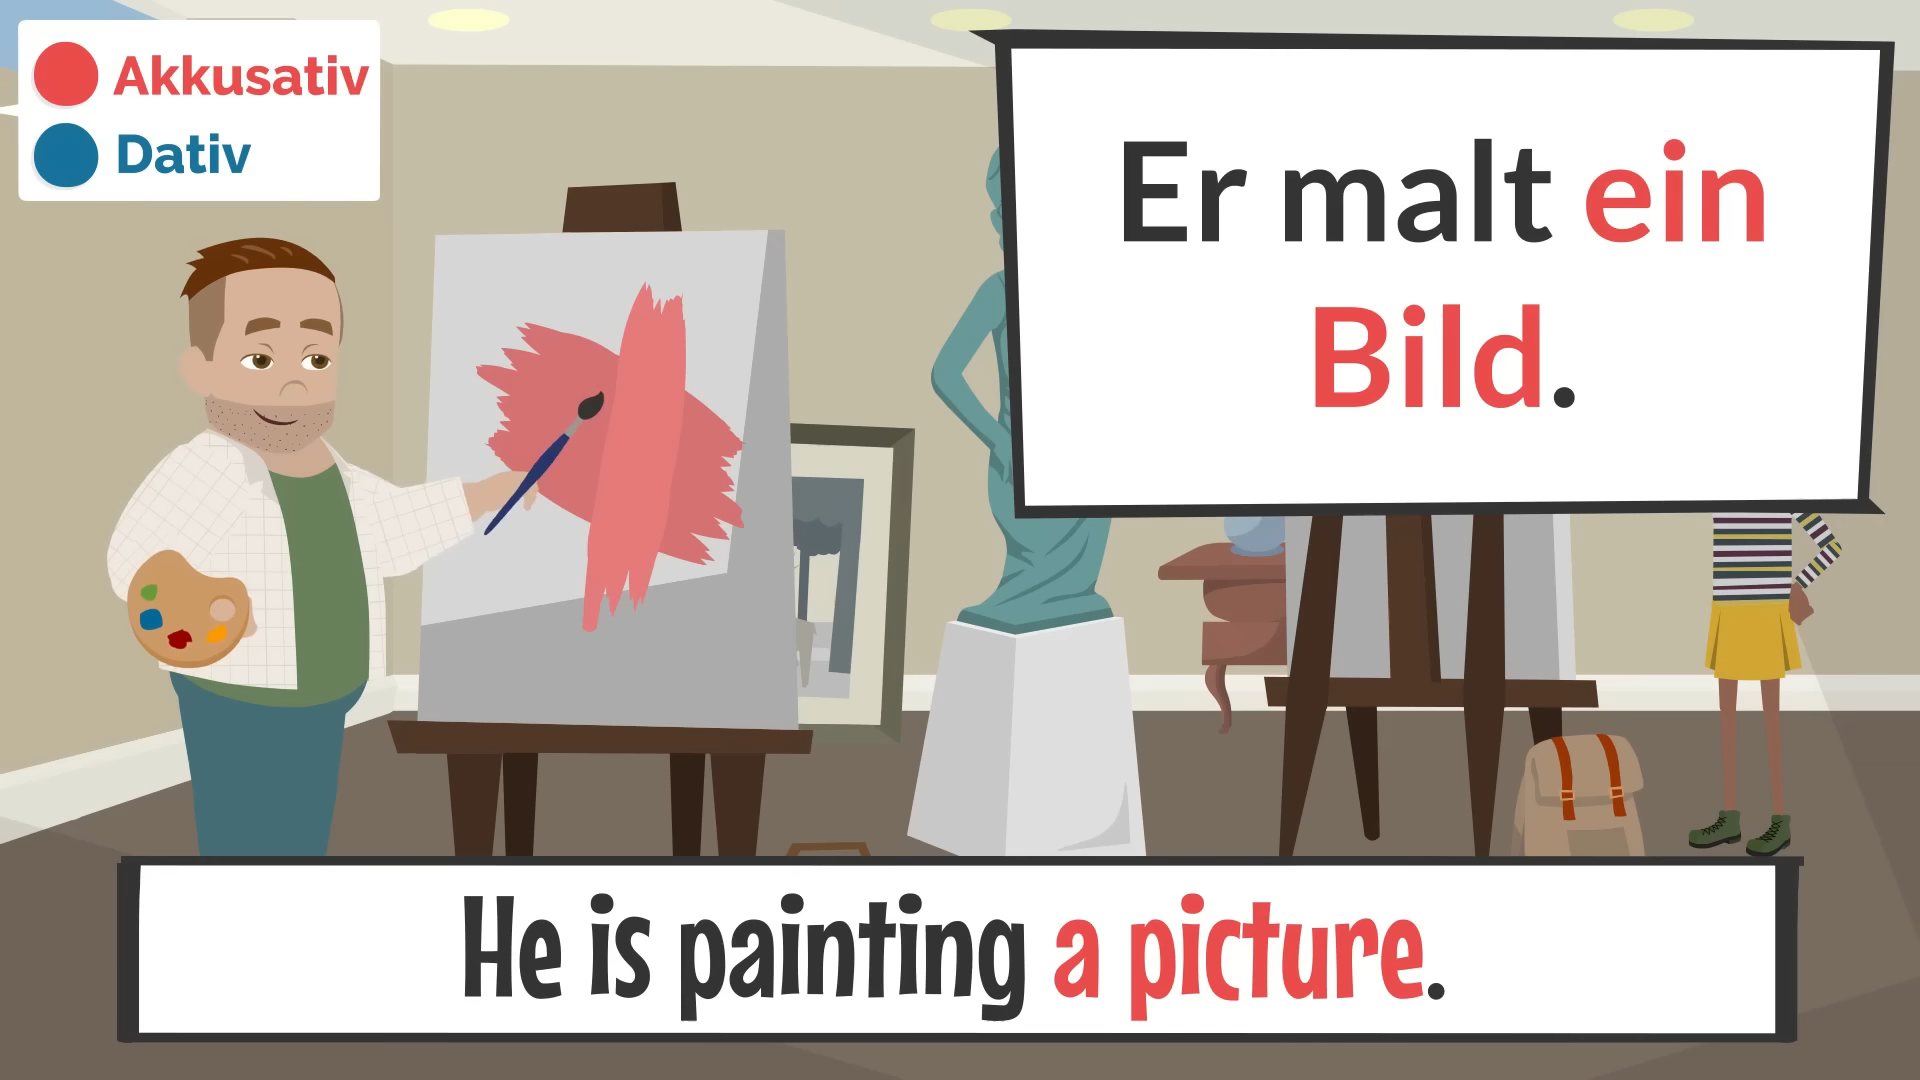 Akkusativ
Dativ
Er malt ein
Bild.
He is painting a picture.